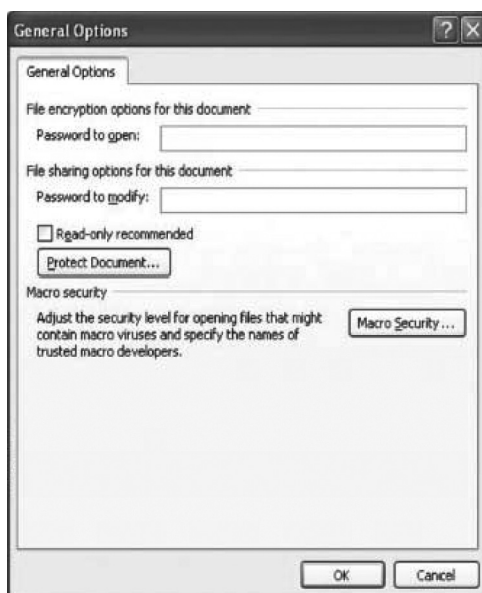 General Options
General Options
File encryption options for this document
Password to open:
File sharing options for this document
Password to modify:
Read-only recommended
Protect Document...
Macro security
Adjust the security level for opening files that might
contain macro viruses and specify the names of
trusted macro developers.
Macro Security...
OK
Cancel